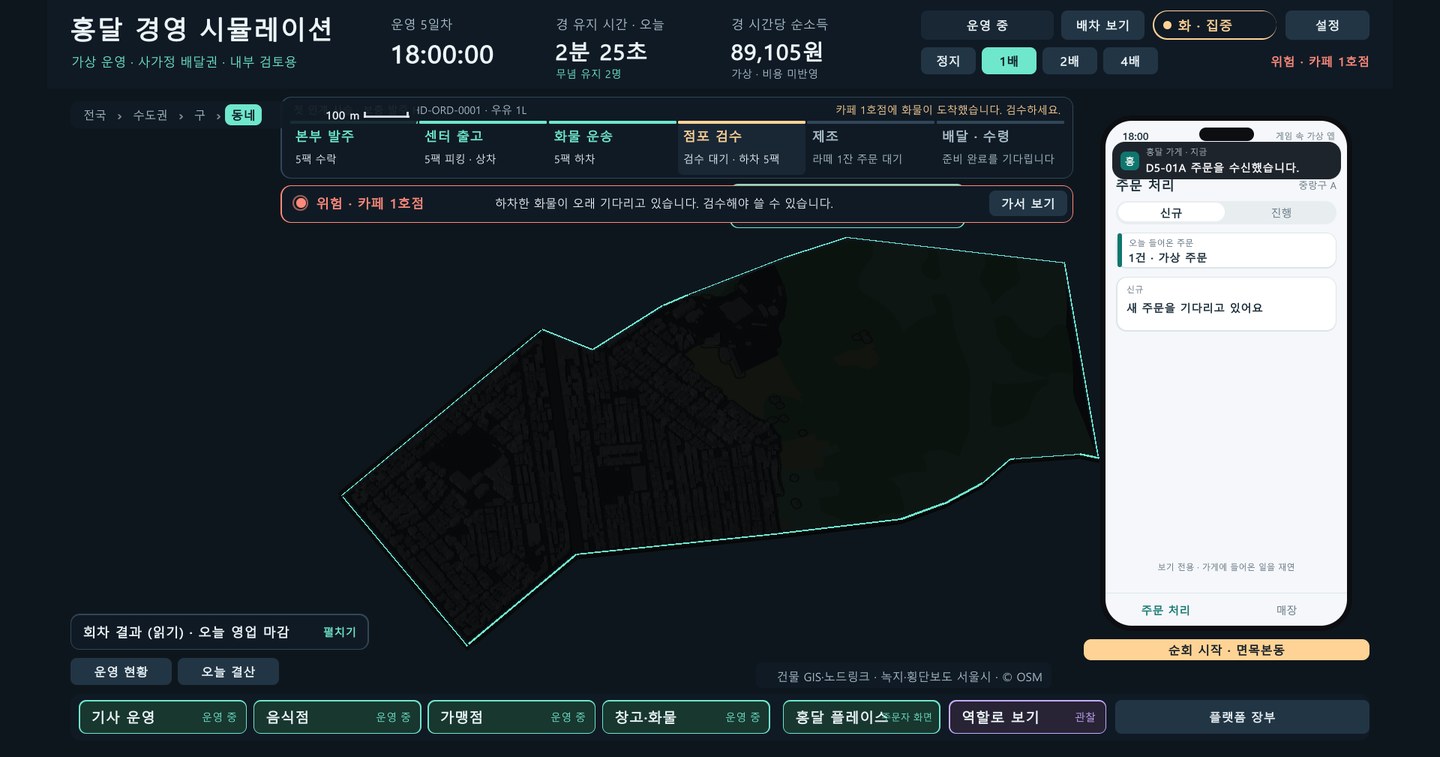 홍달 경영 시뮬레이션
가상 운영 · 사가정 배달권 · 내부 검토용
운영 5일차
18:00:00
경 유지 시간 · 오늘
2분 25초
무냄 유지 2명
경 시간당 순소득
89,105원
가상 · 비용 미반영
운영 중
배차 보기
화 · 집중
설정
정지
1배
2배
4배
위험 · 카페 1호점
전국 › 수도권 › 구 › 동네
100 m
HD-ORD-0001 · 우유 1L
카페 1호점에 화물이 도착했습니다. 검수하세요.
본부 발주
5팩 수락
센터 출고
5팩 피킹 · 상차
화물 운송
5팩 하차
점포 검수
검수 대기 · 하차 5팩
제조
라떼 1잔 주문 대기
배달 · 수령
준비 완료를 기다립니다
위험 · 카페 1호점
하차한 화물이 오래 기다리고 있습니다. 검수해야 쓸 수 있습니다.
가서 보기
18:00
게임 속 가상 앱
홍
홍달 가게 · 지금
D5-01A 주문을 수신했습니다.
주문 처리
중랑구 A
신규
진행
오늘 들어온 주문
1건 · 가상 주문
신규
새 주문을 기다리고 있어요
보기 전용 · 가게에 들어온 일을 재연
주문 처리
매장
순회 시작 · 면목본동
회차 결과 (읽기) · 오늘 영업 마감
펼치기
운영 현황
오늘 결산
건물 GIS·노드링크 · 녹지·횡단보도 서울시 · © OSM
기사 운영
운영 중
음식점
운영 중
가맹점
운영 중
창고·화물
운영 중
홍달 플레이스
주문자 화면
역할로 보기
관찰
플랫폼 장부